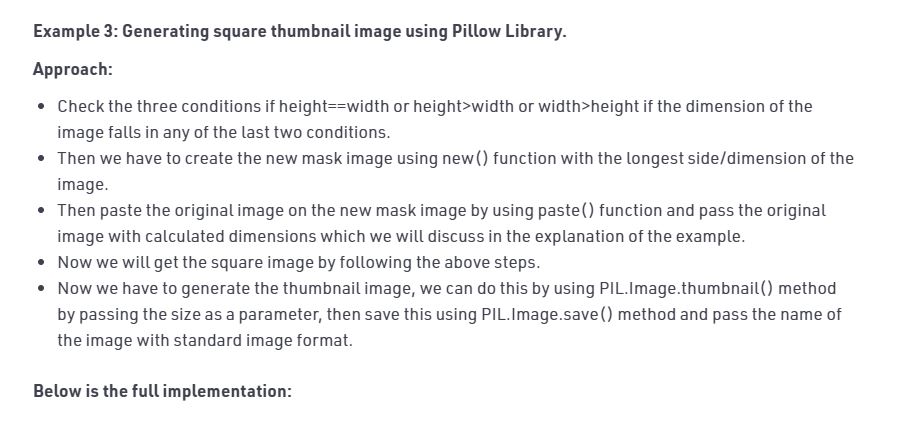 Example 3: Generating square thumbnail image using Pillow Library.
Approach:
• Check the three conditions if height==width or height>width or width>height if the dimension of the
image falls in any of the last two conditions.
• Then we have to create the new mask image using new() function with the longest side/dimension of the
image.
• Then paste the original image on the new mask image by using paste() function and pass the original
image with calculated dimensions which we will discuss in the explanation of the example.
• Now we will get the square image by following the above steps.
• Now we have to generate the thumbnail image, we can do this by using PIL.Image.thumbnail() method
by passing the size as a parameter, then save this using PIL.Image.save() method and pass the name of
the image with standard image format.
Below is the full implementation: